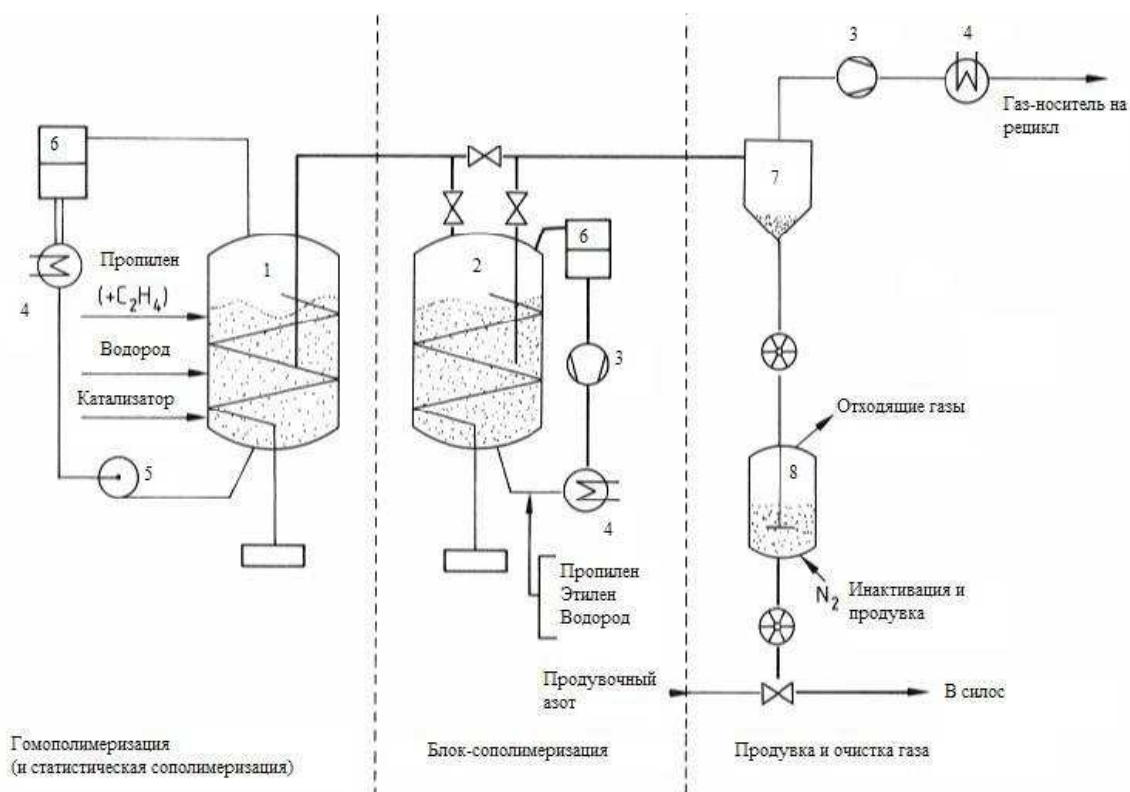 3
4
Газ-носитель на
рецикл
6
7
1
2
6
Пропилен
(+C₂H₄)
4
Водород
3
Катализатор
Отходящие газы
5
8
4
Пропилен
Этилен
Водород
N₂
Инактивация и
продувка
Продувочный
азот
В силос
Гомополимеризация
(и статистическая сополимеризация)
Блок-сополимеризация
Продувка и очистка газа